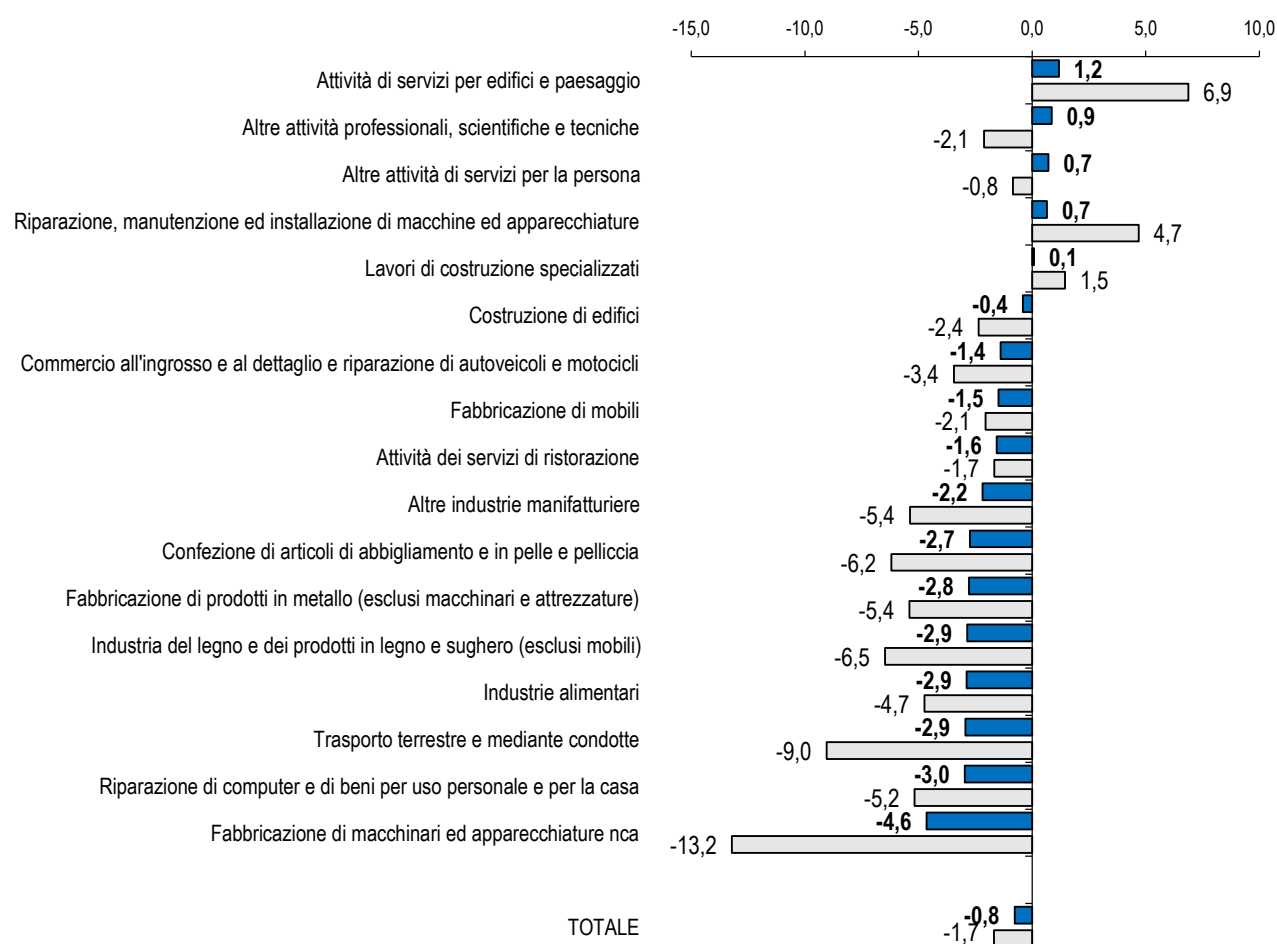 -15,0 -10,0 -5,0 0,0 5,0 10,0
Attività di servizi per edifici e paesaggio 1,2
6,9
Altre attività professionali, scientifiche e tecniche 0,9
-2,1
Altre attività di servizi per la persona 0,7
-0,8
Riparazione, manutenzione ed installazione di macchine ed apparecchiature 0,7
4,7
Lavori di costruzione specializzati 0,1
1,5
Costruzione di edifici -0,4
-2,4
Commercio all'ingrosso e al dettaglio e riparazione di autoveicoli e motocicli -1,4
-3,4
Fabbricazione di mobili -1,5
-2,1
Attività dei servizi di ristorazione -1,6
-1,7
Altre industrie manifatturiere -2,2
-5,4
Confezione di articoli di abbigliamento e in pelle e pelliccia -2,7
-6,2
Fabbricazione di prodotti in metallo (esclusi macchinari e attrezzature) -2,8
-5,4
Industria del legno e dei prodotti in legno e sughero (esclusi mobili) -2,9
-6,5
Industrie alimentari -2,9
-4,7
Trasporto terrestre e mediante condotte -2,9
-9,0
Riparazione di computer e di beni per uso personale e per la casa -3,0
-5,2
Fabbricazione di macchinari ed apparecchiature nca -4,6
-13,2
TOTALE -0,8
-1,7